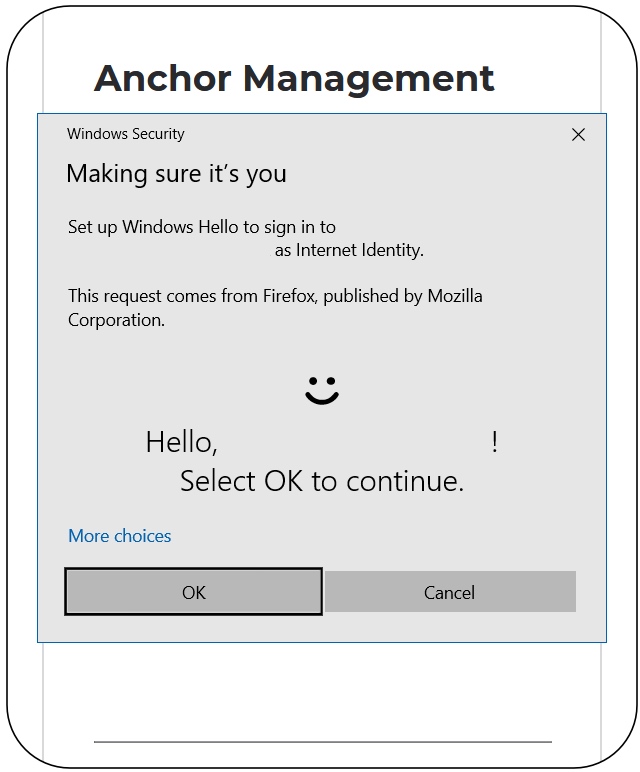 Anchor Management
Windows Security
Making sure it’s you
Set up Windows Hello to sign in to
as Internet Identity.
This request comes from Firefox, published by Mozilla
Corporation.
Hello, !
Select OK to continue.
More choices
OK Cancel